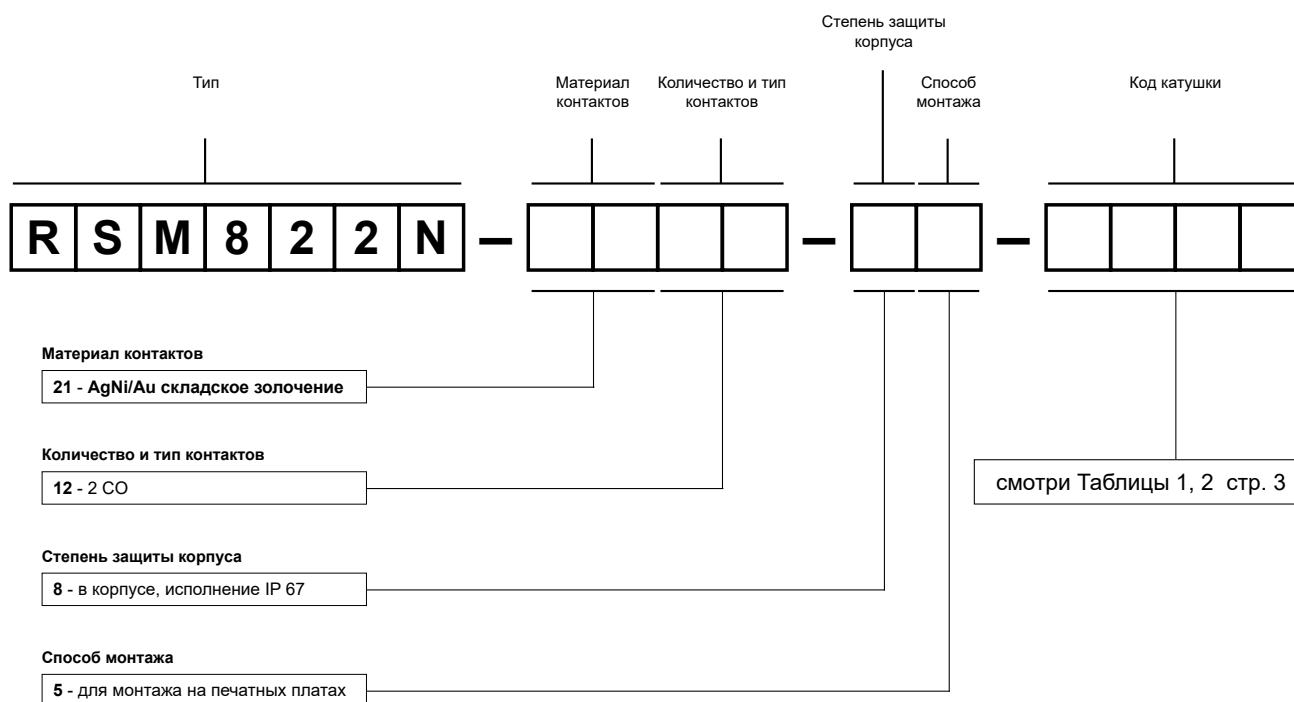 Степень защиты
корпуса
Тип
Материал
контактов
Количество и тип
контактов
Способ
монтажа
Код катушки
R S M 8 2 2 N – – –
Материал контактов
21 - AgNi/Au складское золочение
Количество и тип контактов
12 - 2 CO
смотри Таблицы 1, 2 стр. 3
Степень защиты корпуса
8 - в корпусе, исполнение IP 67
Способ монтажа
5 - для монтажа на печатных платах